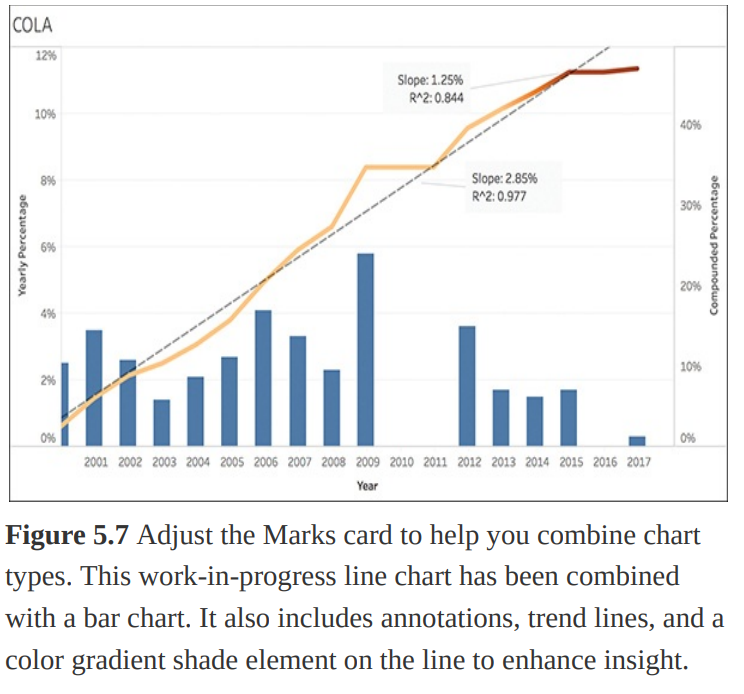 COLA
12%
10%
8%
6%
4%
2%
0%
Yearly Percentage
Slope: 1.25%
R^2: 0.844
Slope: 2.85%
R^2: 0.977
40%
30%
20%
10%
0%
Compounded Percentage
2001 2002 2003 2004 2005 2006 2007 2008 2009 2010 2011 2012 2013 2014 2015 2016 2017
Year
Figure 5.7 Adjust the Marks card to help you combine chart
types. This work-in-progress line chart has been combined
with a bar chart. It also includes annotations, trend lines, and a
color gradient shade element on the line to enhance insight.